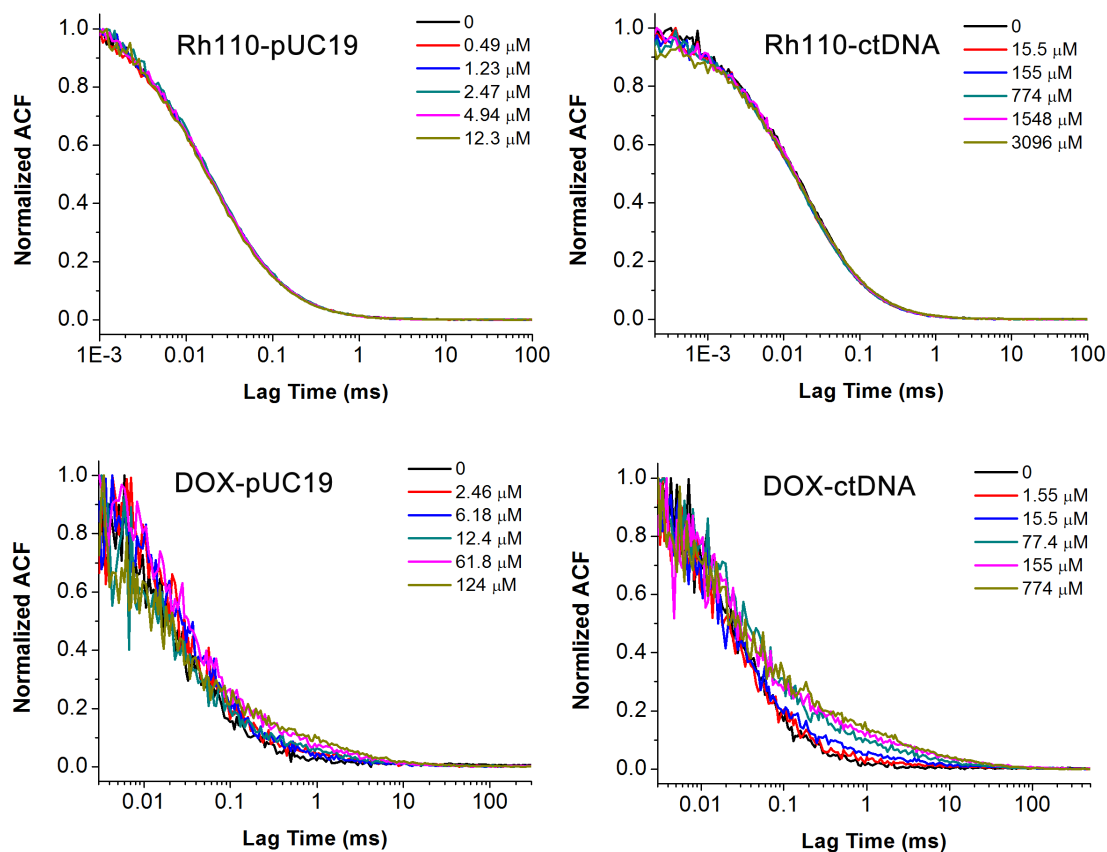 Rh110-pUC19
0
0.49 μM
1.23 μM
2.47 μM
4.94 μM
12.3 μM
Normalized ACF
1.0
0.8
0.6
0.4
0.2
0.0
1E-3 0.01 0.1 1 10 100
Lag Time (ms)
Rh110-ctDNA
0
15.5 μM
155 μM
774 μM
1548 μM
3096 μM
Normalized ACF
1.0
0.8
0.6
0.4
0.2
0.0
1E-3 0.01 0.1 1 10 100
Lag Time (ms)
DOX-pUC19
0
2.46 μM
6.18 μM
12.4 μM
61.8 μM
124 μM
Normalized ACF
1.0
0.8
0.6
0.4
0.2
0.0
0.01 0.1 1 10 100
Lag Time (ms)
DOX-ctDNA
0
1.55 μM
15.5 μM
77.4 μM
155 μM
774 μM
Normlized ACF
1.0
0.8
0.6
0.4
0.2
0.0
0.01 0.1 1 10 100
Lag Time (ms)